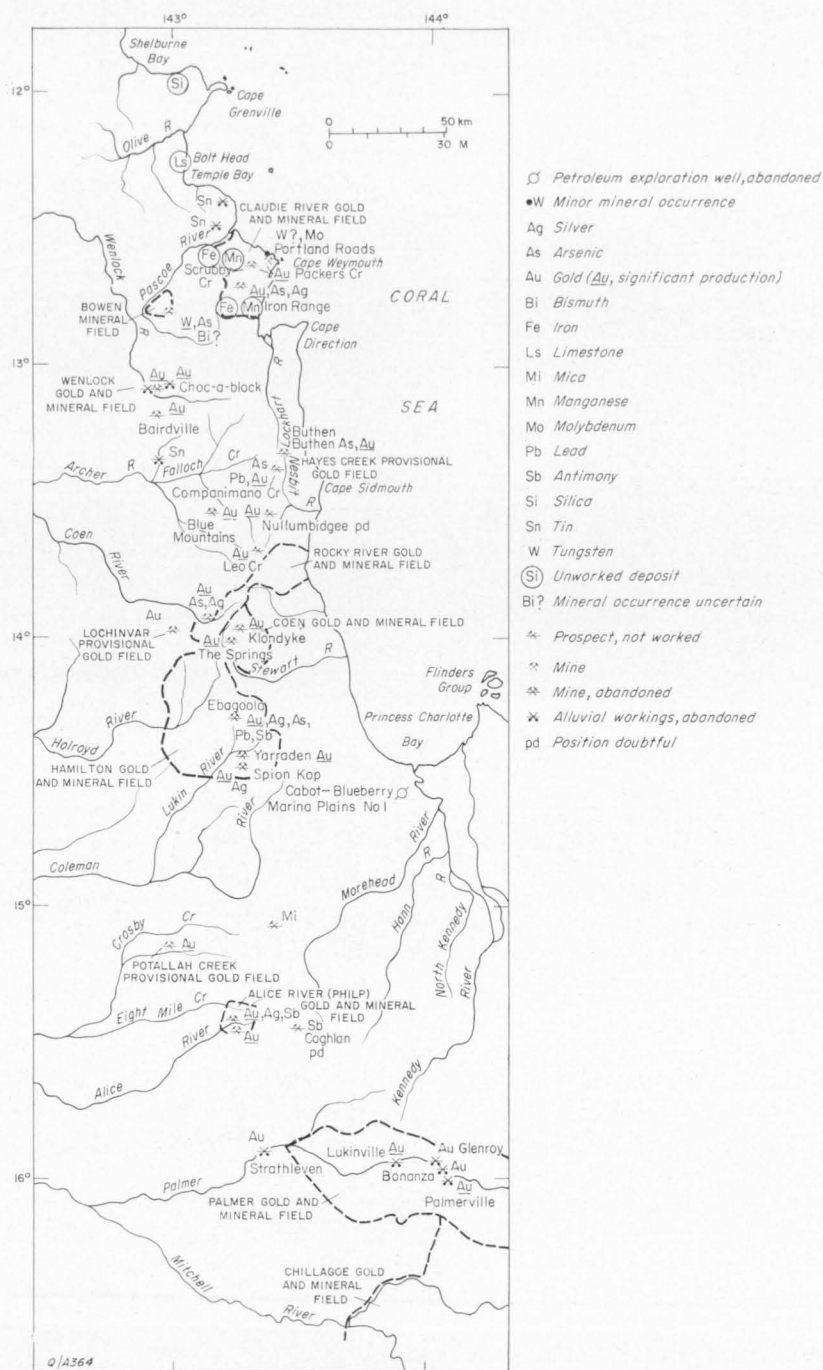 143°
144°
Shelburne
Bay
Si
12°
Cape
Grenville
0 50 km
0 30 M
Olive R
Ls
Bolt Head
Temple Bay
Sn
CLAUDIE RIVER GOLD
AND MINERAL FIELD
Sn
W?, Mo
Portland Roads
Wenlock
R
Pascoe
River
Fe
Mn
Cape Weymouth
Scrubby
Cr
Au Packers Cr
Au, As, Ag
Fe
Mn
Iron Range
CORAL
BOWEN
MINERAL
FIELD
W, As
Bi?
Cape
Direction
13°
WENLOCK
GOLD AND
MINERAL FIELD
Au
Au
Choc-a-block
SEA
Au
Bairdville
Lockhart
R
Nesbit
R
Buthen
Buthen As, Au
Sn
Archer R
Falloch Cr
As
HAYES CREEK PROVISIONAL
GOLD FIELD
Pb, Au
Companimano Cr
Cape Sidmouth
Au
Au
Blue
Mountains
Nullumbidgee pd
Coen
River
Au
Leo Cr
ROCKY RIVER GOLD
AND MINERAL FIELD
Au
As, Ag
Au
Au
COEN GOLD AND MINERAL FIELD
14°
LOCHINVAR
PROVISIONAL
GOLD FIELD
Au
Klondyke
The Springs
Stewart R
Flinders
Group
Ebagoola
Au, Ag, As,
Pb, Sb
Princess Charlotte
Bay
Holroyd
River
HAMILTON GOLD
AND MINERAL FIELD
Yarraden Au
Au
Spion Kop
Ag
Lukin
River
River
Cabot-Blueberry
Marina Plains No 1
Coleman
Morehead
River
Hann
R
North Kennedy
R
River
15°
Crosby Cr
Mi
Au
POTALLAH CREEK
PROVISIONAL GOLD FIELD
Eight Mile Cr
ALICE RIVER (PHILP)
GOLD AND MINERAL
FIELD
Au, Ag, Sb
Au
Sb
Coghlan
pd
Alice
River
Kennedy
Au
Strathleven
Lukinville
Au
Au Glenroy
Au
Bonanza
Au
Palmerville
16°
Palmer
River
PALMER GOLD AND
MINERAL FIELD
Mitchell
River
CHILLAGOE GOLD
AND MINERAL
FIELD
Q/A364
Petroleum exploration well, abandoned
W Minor mineral occurrence
Ag Silver
As Arsenic
Au Gold (Au, significant production)
Bi Bismuth
Fe Iron
Ls Limestone
Mi Mica
Mn Manganese
Mo Molybdenum
Pb Lead
Sb Antimony
Si Silica
Sn Tin
W Tungsten
Si Unworked deposit
Bi? Mineral occurrence uncertain
Prospect, not worked
Mine
Mine, abandoned
Alluvial workings, abandoned
pd Position doubtful